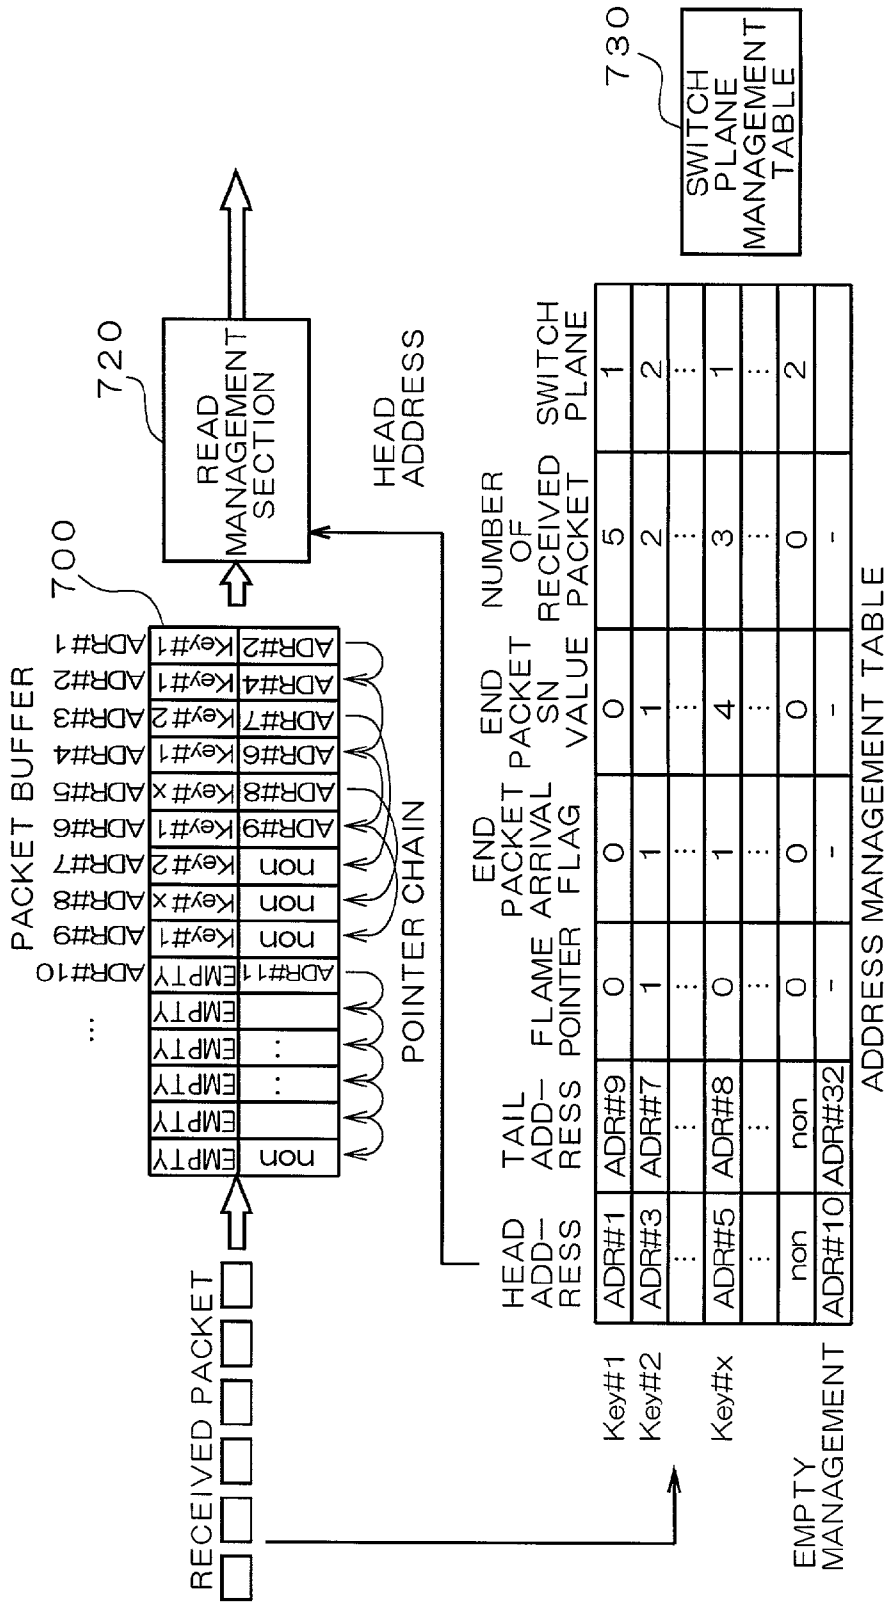 PACKET BUFFER
700
720
730
RECEIVED PACKET
... ADR#10 ADR#9 ADR#8 ADR#7 ADR#6 ADR#5 ADR#4 ADR#3 ADR#2 ADR#1
EMPTY EMPTY EMPTY EMPTY EMPTY EMPTY Key#1 Key#x Key#2 Key#1 Key#x Key#1 Key#2 Key#1 Key#1
non : : ADR#11 non non non ADR#9 ADR#8 ADR#6 ADR#7 ADR#4 ADR#2
READ
MANAGEMENT
SECTION
POINTER CHAIN
HEAD
ADDRESS
HEAD
ADD-
RESS
TAIL
ADD-
RESS
FLAME
POINTER
END
PACKET
ARRIVAL
FLAG
END
PACKET
SN
VALUE
NUMBER
OF
RECEIVED
PACKET
SWITCH
PLANE
Key#1 ADR#1 ADR#9 0 0 0 5 1
Key#2 ADR#3 ADR#7 1 1 1 2 2
... ... ... ... ... ... ...
Key#x ADR#5 ADR#8 0 1 4 3 1
... ... ... ... ... ... ...
non non 0 0 0 0 2
EMPTY
MANAGEMENT
ADR#10 ADR#32 - - - -
ADDRESS MANAGEMENT TABLE
SWITCH
PLANE
MANAGEMENT
TABLE